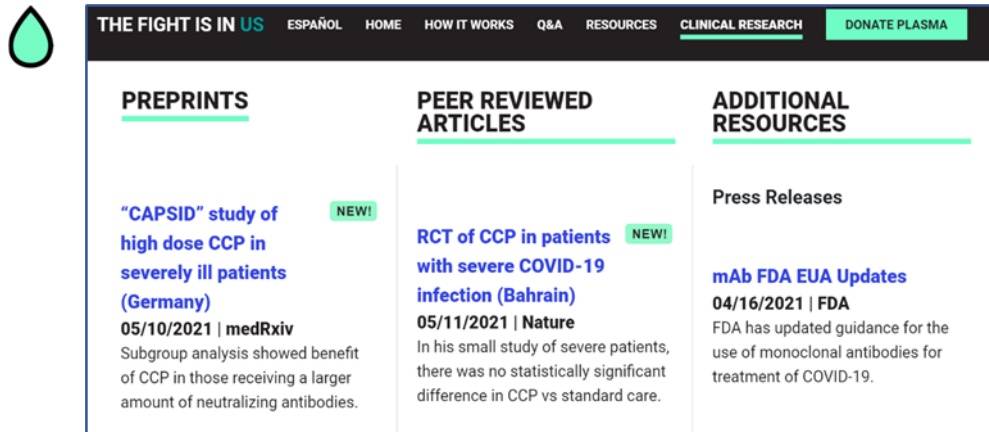 THE FIGHT IS IN US ESPAÑOL HOME HOW IT WORKS Q&A RESOURCES CLINICAL RESEARCH DONATE PLASMA
PREPRINTS
“CAPSID” study of
high dose CCP in
severely ill patients
(Germany)
NEW!
05/10/2021 | medRxiv
Subgroup analysis showed benefit
of CCP in those receiving a larger
amount of neutralizing antibodies.
PEER REVIEWED
ARTICLES
RCT of CCP in patients
with severe COVID-19
infection (Bahrain)
NEW!
05/11/2021 | Nature
In his small study of severe patients,
there was no statistically significant
difference in CCP vs standard care.
ADDITIONAL
RESOURCES
Press Releases
mAb FDA EUA Updates
04/16/2021 | FDA
FDA has updated guidance for the
use of monoclonal antibodies for
treatment of COVID-19.